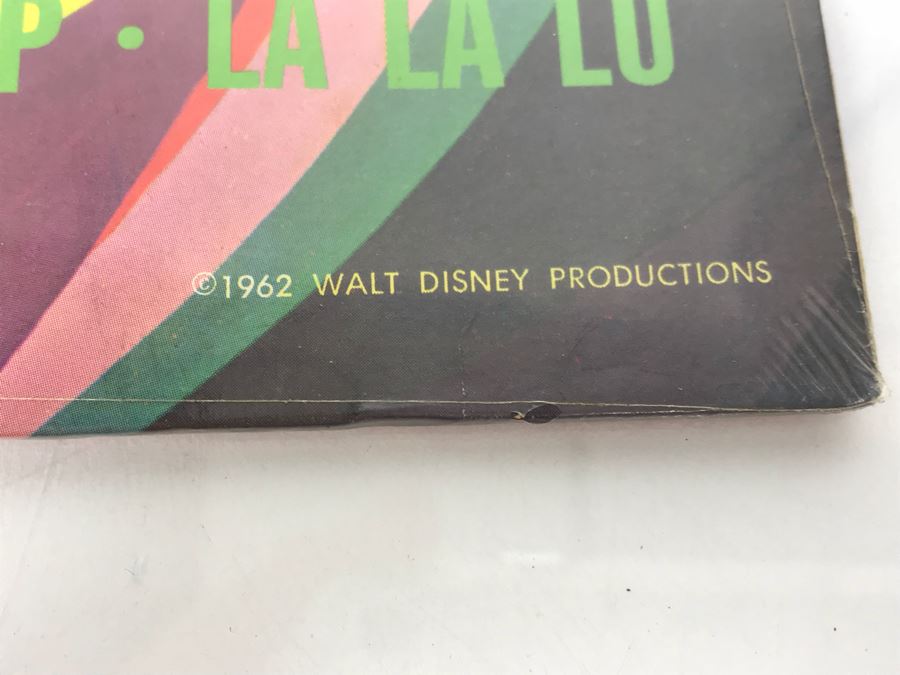 P • LA LA LU
©1962 WALT DISNEY PRODUCTIONS